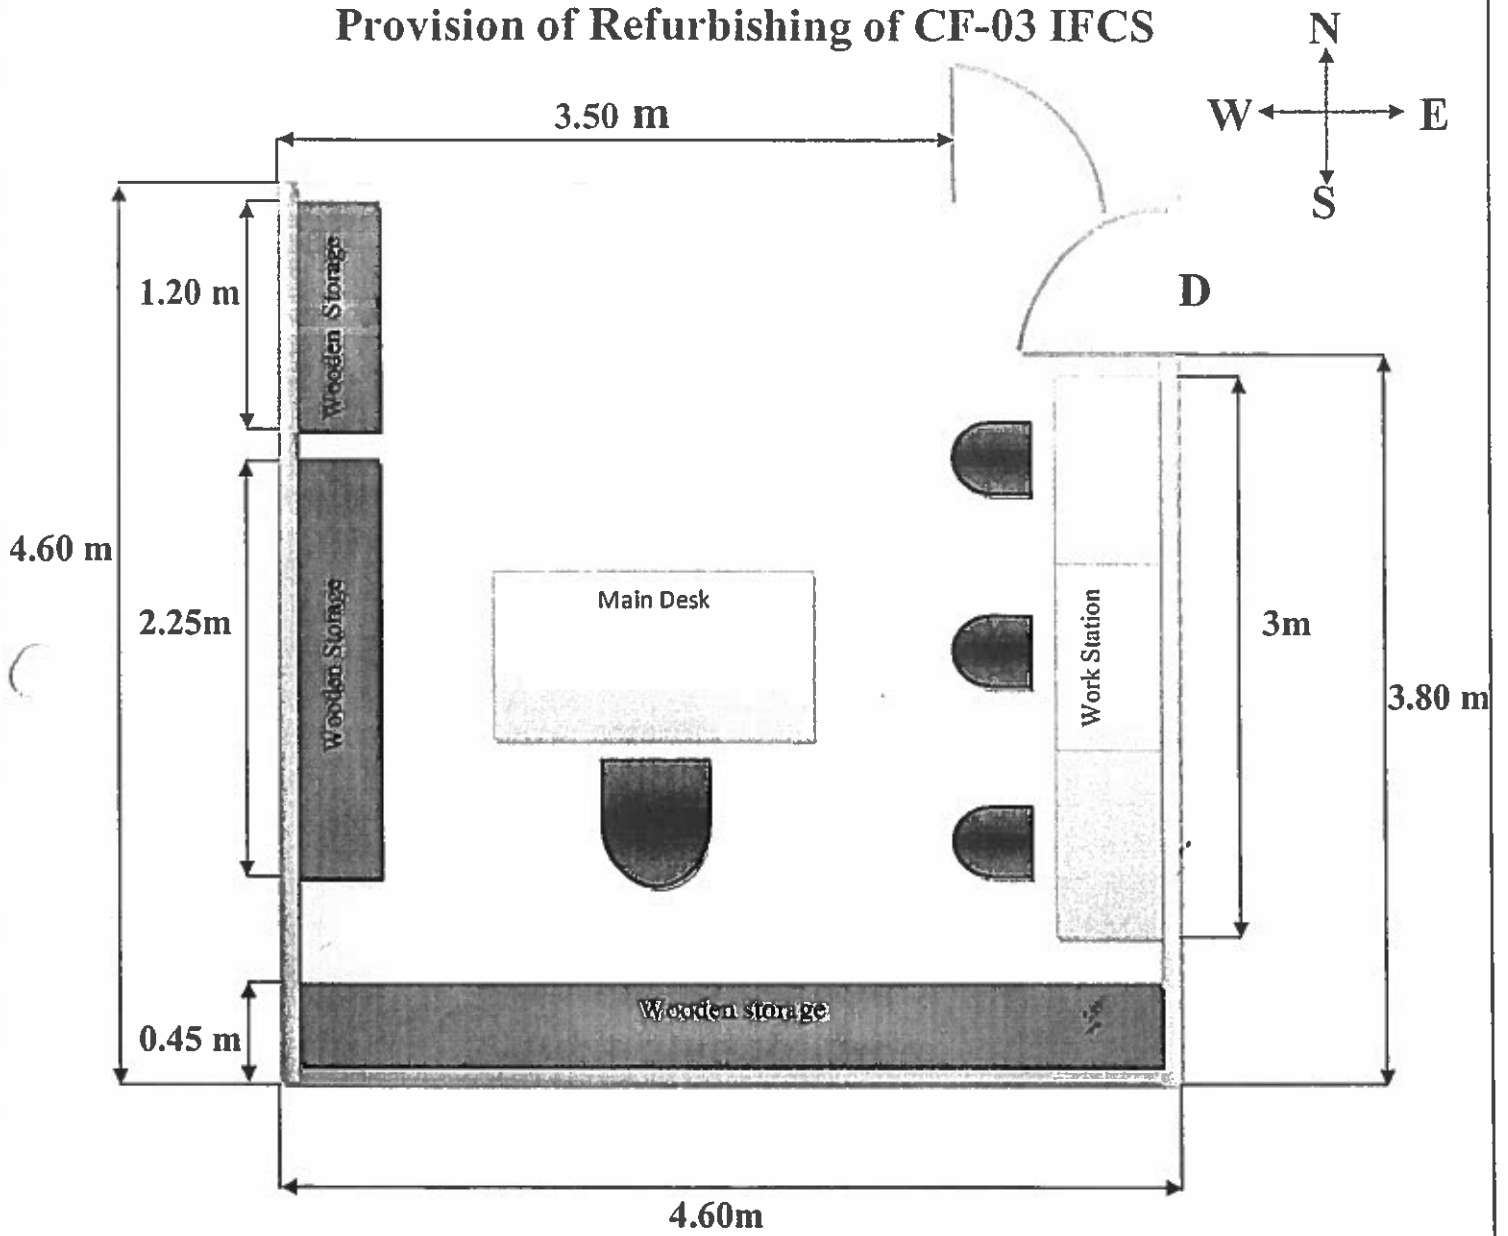 Provision of Refurbishing of CF-03 IFCS
N
W
E
S
3.50 m
D
1.20 m
Wooden Storage
4.60 m
2.25m
Wooden Storage
Main Desk
Work Station
3m
3.80 m
0.45 m
Wooden storage
4.60m